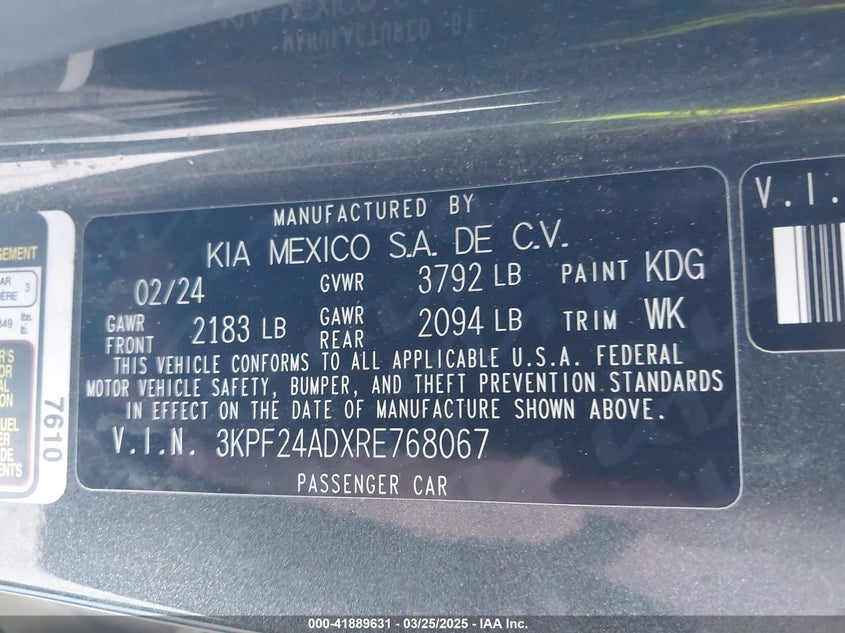 MANUFACTURED BY
KIA MEXICO S.A. DE C.V.
02/24 GVWR 3792 LB PAINT KDG
GAWR FRONT 2183 LB GAWR REAR 2094 LB TRIM WK
THIS VEHICLE CONFORMS TO ALL APPLICABLE U.S.A. FEDERAL
MOTOR VEHICLE SAFETY, BUMPER, AND THEFT PREVENTION STANDARDS
IN EFFECT ON THE DATE OF MANUFACTURE SHOWN ABOVE.
V.I.N. 3KPF24ADXRE768067
PASSENGER CAR
V.I.
3
lbs.
lb.
7610
000-41889631 - 03/25/2025 - IAA, Inc.